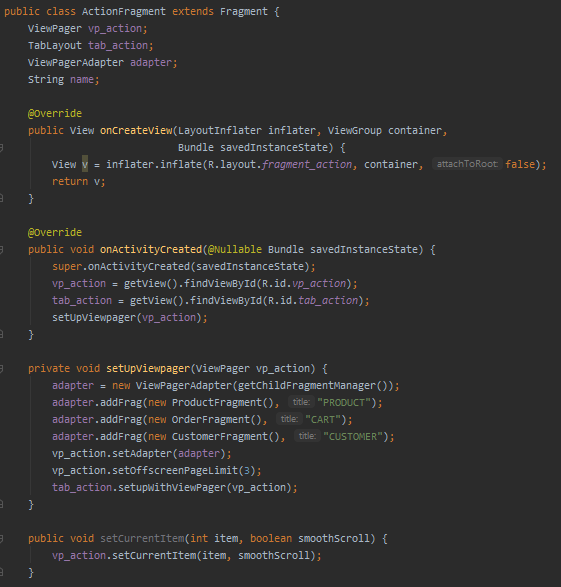 public class ActionFragment extends Fragment {
    ViewPager vp_action;
    TabLayout tab_action;
    ViewPagerAdapter adapter;
    String name;

    @Override
    public View onCreateView(LayoutInflater inflater, ViewGroup container,
                             Bundle savedInstanceState) {
        View v = inflater.inflate(R.layout.fragment_action, container, attachToRoot: false);
        return v;
    }

    @Override
    public void onActivityCreated(@Nullable Bundle savedInstanceState) {
        super.onActivityCreated(savedInstanceState);
        vp_action = getView().findViewById(R.id.vp_action);
        tab_action = getView().findViewById(R.id.tab_action);
        setUpViewpager(vp_action);
    }

    private void setUpViewpager(ViewPager vp_action) {
        adapter = new ViewPagerAdapter(getChildFragmentManager());
        adapter.addFrag(new ProductFragment(), title: "PRODUCT");
        adapter.addFrag(new OrderFragment(), title: "CART");
        adapter.addFrag(new CustomerFragment(), title: "CUSTOMER");
        vp_action.setAdapter(adapter);
        vp_action.setOffscreenPageLimit(3);
        tab_action.setupWithViewPager(vp_action);
    }

    public void setCurrentItem(int item, boolean smoothScroll) {
        vp_action.setCurrentItem(item, smoothScroll);
    }